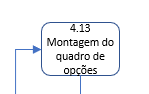 4.13
Montagem do
quadro de
opções